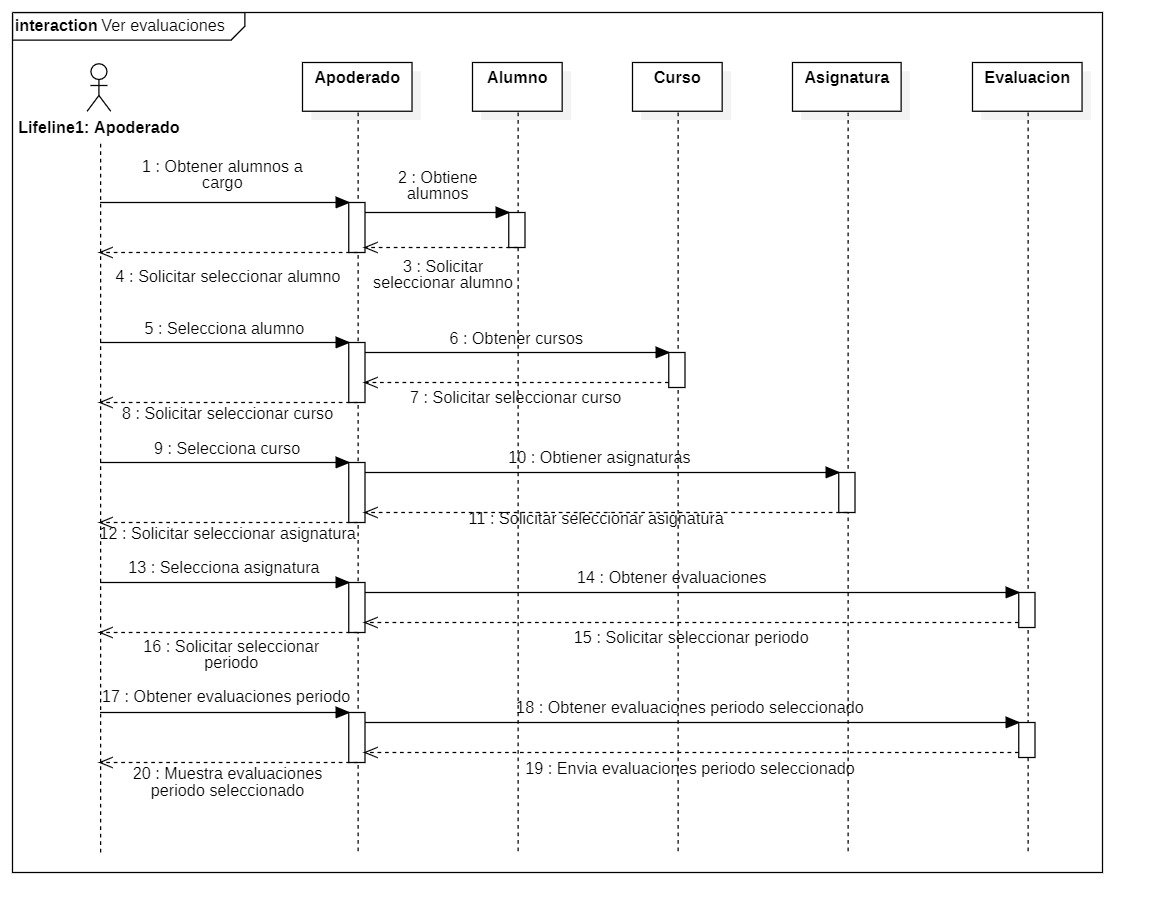 interaction Ver evaluaciones
Apoderado
Alumno
Curso
Asignatura
Evaluacion
Lifeline1: Apoderado
1 : Obtener alumnos a
cargo
2 : Obtiene
alumnos
3 : Solicitar
seleccionar alumno
4 : Solicitar seleccionar alumno
5 : Selecciona alumno
6 : Obtener cursos
7 : Solicitar seleccionar curso
8 : Solicitar seleccionar curso
9 : Selecciona curso
10 : Obtiener asignaturas
11 : Solicitar seleccionar asignatura
12 : Solicitar seleccionar asignatura
13 : Selecciona asignatura
14 : Obtener evaluaciones
15 : Solicitar seleccionar periodo
16 : Solicitar seleccionar
periodo
17 : Obtener evaluaciones periodo
18 : Obtener evaluaciones periodo seleccionado
19 : Envia evaluaciones periodo seleccionado
20 : Muestra evaluaciones
periodo seleccionado